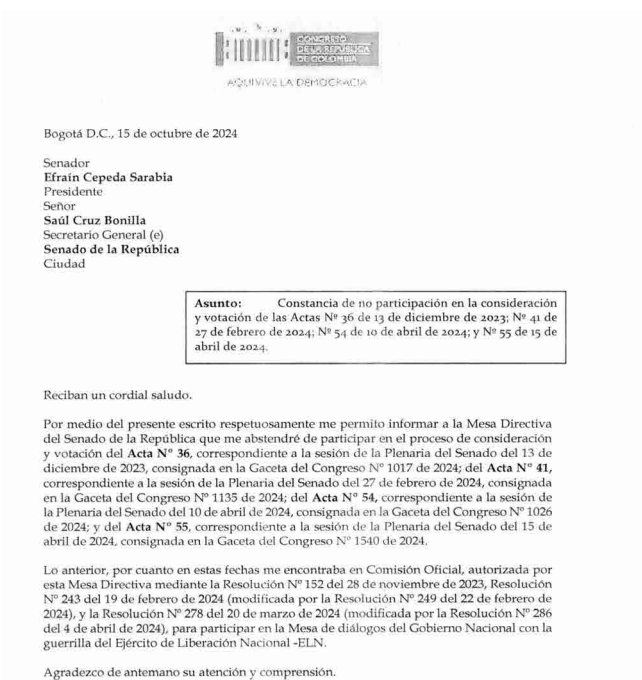 CONGRESO
DE LA REPÚBLICA
DE COLOMBIA
AQUÍ VIVE LA DEMOCRACIA
Bogotá D.C., 15 de octubre de 2024
Senador
Efraín Cepeda Sarabia
Presidente
Señor
Saúl Cruz Bonilla
Secretario General (e)
Senado de la República
Ciudad
Asunto: Constancia de no participación en la consideración
y votación de las Actas Nº 36 de 13 de diciembre de 2023; Nº 41 de
27 de febrero de 2024; Nº 54 de 10 de abril de 2024; y Nº 55 de 15 de
abril de 2024.
Reciban un cordial saludo.
Por medio del presente escrito respetuosamente me permito informar a la Mesa Directiva
del Senado de la República que me abstendré de participar en el proceso de consideración
y votación del Acta N° 36, correspondiente a la sesión de la Plenaria del Senado del 13 de
diciembre de 2023, consignada en la Gaceta del Congreso N° 1017 de 2024; del Acta N° 41,
correspondiente a la sesión de la Plenaria del Senado del 27 de febrero de 2024, consignada
en la Gaceta del Congreso N° 1135 de 2024; del Acta N° 54, correspondiente a la sesión de
la Plenaria del Senado del 10 de abril de 2024, consignada en la Gaceta del Congreso N° 1026
de 2024; y del Acta N° 55, correspondiente a la sesión de la Plenaria del Senado del 15 de
abril de 2024, consignada en la Gaceta del Congreso N° 1540 de 2024.
Lo anterior, por cuanto en estas fechas me encontraba en Comisión Oficial, autorizada por
esta Mesa Directiva mediante la Resolución N° 152 del 28 de noviembre de 2023, Resolución
N° 243 del 19 de febrero de 2024 (modificada por la Resolución N° 249 del 22 de febrero de
2024), y la Resolución N° 278 del 20 de marzo de 2024 (modificada por la Resolución N° 286
del 4 de abril de 2024), para participar en la Mesa de diálogos del Gobierno Nacional con la
guerrilla del Ejército de Liberación Nacional -ELN.
Agradezco de antemano su atención y comprensión.